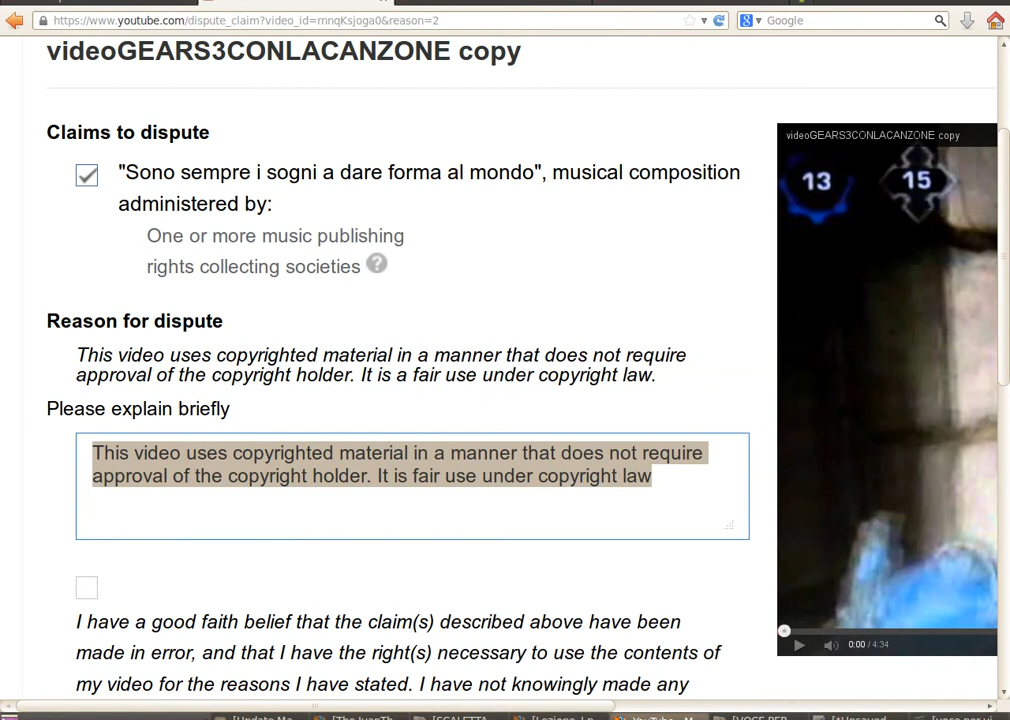 https://www.youtube.com/dispute_claim?video_id=mnqKsjoga0&reason=2
Google
videoGEARS3CONLACANZONE copy
Claims to dispute
"Sono sempre i sogni a dare forma al mondo", musical composition
administered by:
One or more music publishing
rights collecting societies ?
Reason for dispute
This video uses copyrighted material in a manner that does not require
approval of the copyright holder. It is a fair use under copyright law.
Please explain briefly
This video uses copyrighted material in a manner that does not require
approval of the copyright holder. It is fair use under copyright law
I have a good faith belief that the claim(s) described above have been
made in error, and that I have the right(s) necessary to use the contents of
my video for the reasons I have stated. I have not knowingly made any
videoGEARS3CONLACANZONE copy
13
15
0:00 / 4:34